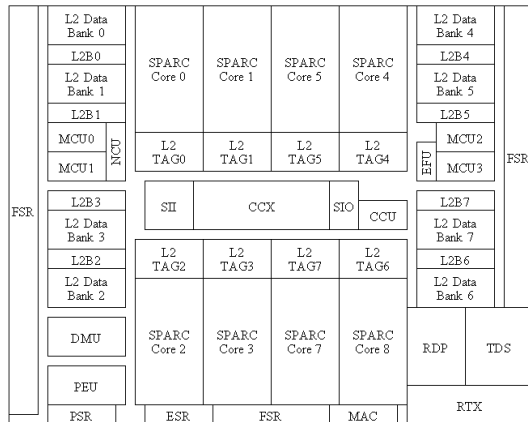 L2 Data
Bank 0
L2B0
L2 Data
Bank 1
L2B1
MCU0
MCU1
NCU
FSR
L2B3
L2 Data
Bank 3
L2B2
L2 Data
Bank 2
DMU
PEU
PSR
SPARC
Core 0
SPARC
Core 1
SPARC
Core 5
SPARC
Core 4
L2
TAG0
L2
TAG1
L2
TAG5
L2
TAG4
SII
CCX
SIO
CCU
L2
TAG2
L2
TAG3
L2
TAG7
L2
TAG6
SPARC
Core 2
SPARC
Core 3
SPARC
Core 7
SPARC
Core 8
ESR
FSR
MAC
L2 Data
Bank 4
L2B4
L2 Data
Bank 5
L2B5
EFU
MCU2
MCU3
FSR
L2B7
L2 Data
Bank 7
L2B6
L2 Data
Bank 6
RDP
TDS
RTX